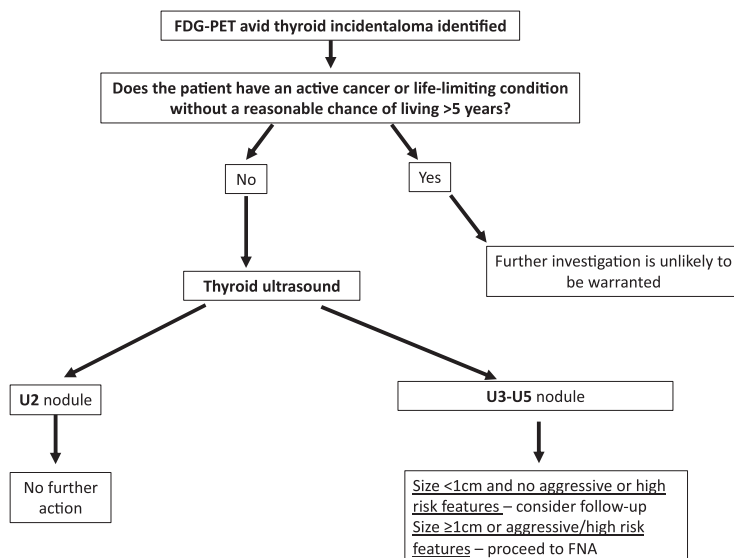 FDG-PET avid thyroid incidentaloma identified
Does the patient have an active cancer or life-limiting condition
without a reasonable chance of living >5 years?
No
Yes
Further investigation is unlikely to
be warranted
Thyroid ultrasound
U2 nodule
U3-U5 nodule
No further
action
Size <1cm and no aggressive or high
risk features – consider follow-up
Size ≥1cm or aggressive/high risk
features – proceed to FNA